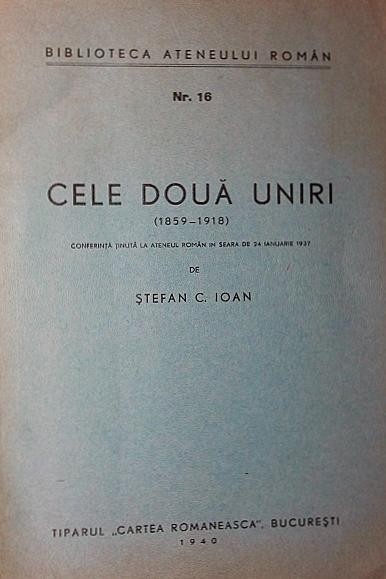 BIBLIOTECA ATENEULUI ROMÂN
Nr. 16
CELE DOUĂ UNIRI
(1859–1918)
CONFERINȚĂ ȚINUTĂ LA ATENEUL ROMÂN IN SEARA DE 24 IANUARIE 1937
DE
ȘTEFAN C. IOAN
TIPARUL „CARTEA ROMANEASCA”, BUCUREȘTI
1940